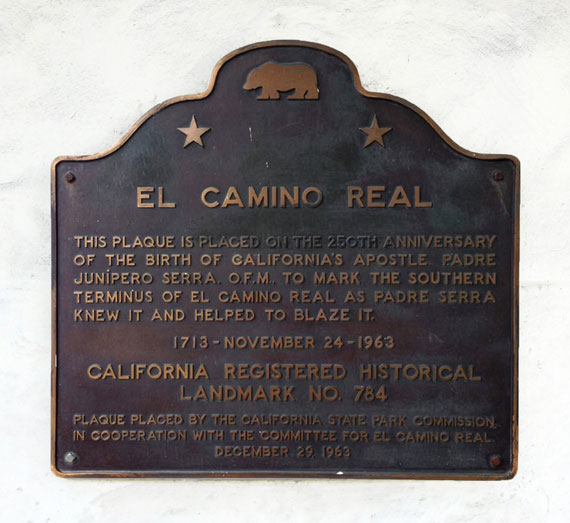 EL CAMINO REAL
THIS PLAQUE IS PLACED ON THE 250TH ANNIVERSARY
OF THE BIRTH OF CALIFORNIA'S APOSTLE, PADRE
JUNÍPERO SERRA, O.F.M., TO MARK THE SOUTHERN
TERMINUS OF EL CAMINO REAL AS PADRE SERRA
KNEW IT AND HELPED TO BLAZE IT.
1713 - NOVEMBER 24 - 1963
CALIFORNIA REGISTERED HISTORICAL
LANDMARK NO. 784
PLAQUE PLACED BY THE CALIFORNIA STATE PARK COMMISSION
IN COOPERATION WITH THE COMMITTEE FOR EL CAMINO REAL.
DECEMBER 29, 1963